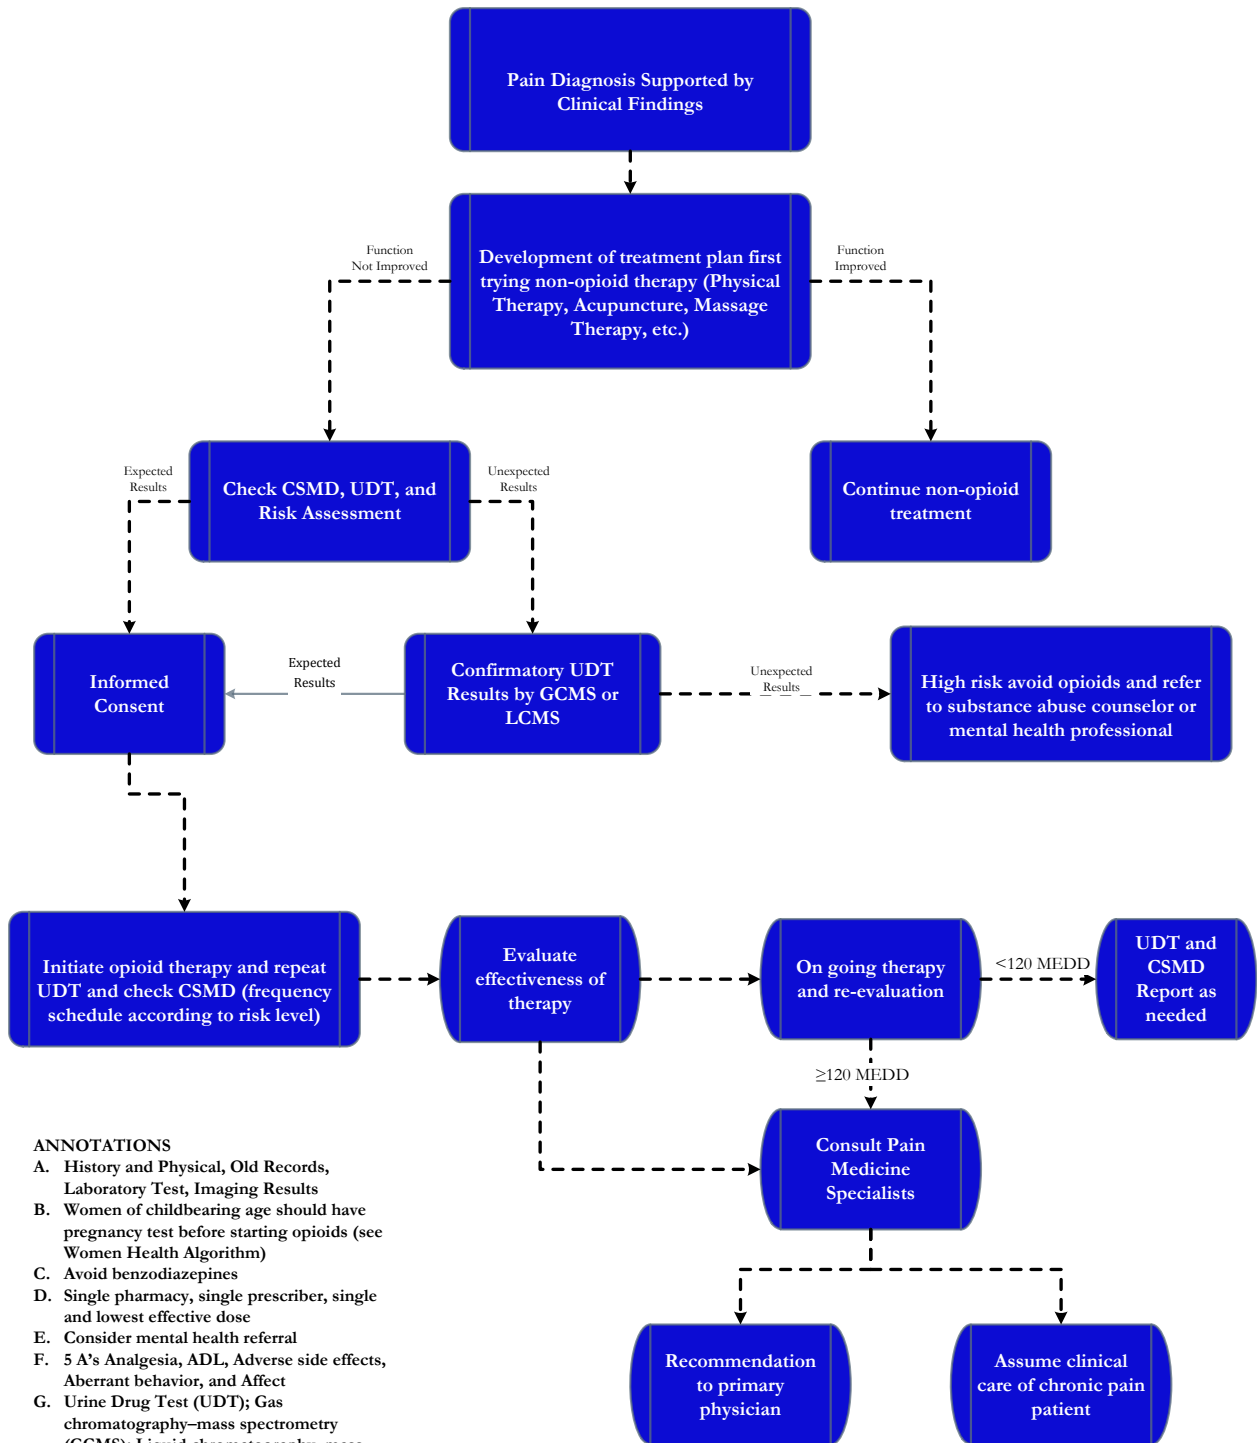 Pain Diagnosis Supported by
Clinical Findings
Function
Not Improved
Development of treatment plan first
trying non-opioid therapy (Physical
Therapy, Acupuncture, Massage
Therapy, etc.)
Function
Improved
Expected
Results
Check CSMD, UDT, and
Risk Assessment
Unexpected
Results
Continue non-opioid
treatment
Informed
Consent
Expected
Results
Confirmatory UDT
Results by GCMS or
LCMS
Unexpected
Results
High risk avoid opioids and refer
to substance abuse counselor or
mental health professional
Initiate opioid therapy and repeat
UDT and check CSMD (frequency
schedule according to risk level)
Evaluate
effectiveness of
therapy
On going therapy
and re-evaluation
<120 MEDD
UDT and
CSMD
Report as
needed
≥120 MEDD
Consult Pain
Medicine
Specialists
Recommendation
to primary
physician
Assume clinical
care of chronic pain
patient
ANNOTATIONS
A. History and Physical, Old Records,
Laboratory Test, Imaging Results
B. Women of childbearing age should have
pregnancy test before starting opioids (see
Women Health Algorithm)
C. Avoid benzodiazepines
D. Single pharmacy, single prescriber, single
and lowest effective dose
E. Consider mental health referral
F. 5 A's Analgesia, ADL, Adverse side effects,
Aberrant behavior, and Affect
G. Urine Drug Test (UDT); Gas
chromatography–mass spectrometry
(GCMS); Liquid chromatography–mass